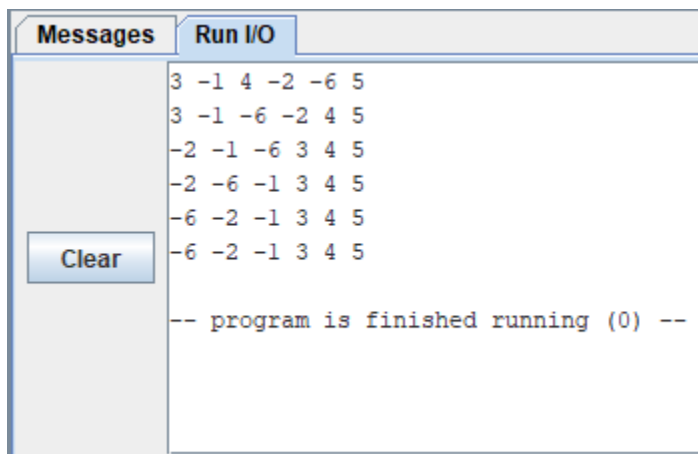 Messages Run I/O
3 -1 4 -2 -6 5
3 -1 -6 -2 4 5
-2 -1 -6 3 4 5
-2 -6 -1 3 4 5
-6 -2 -1 3 4 5
Clear
-6 -2 -1 3 4 5
-- program is finished running (0) --